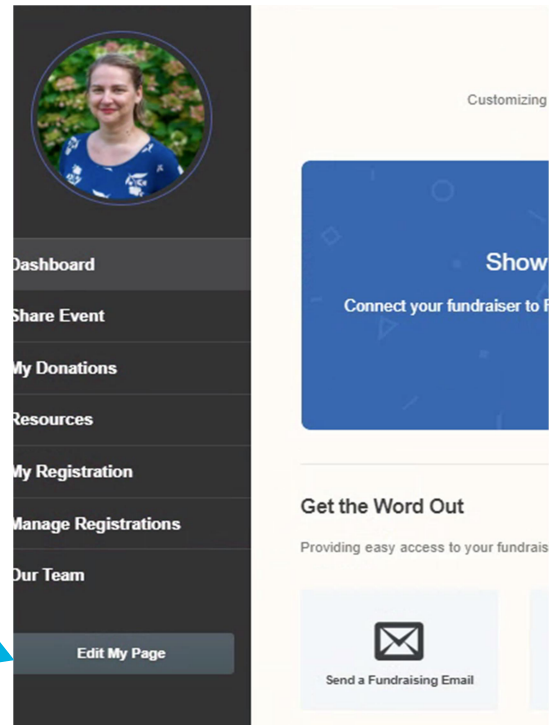 Dashboard
Share Event
My Donations
Resources
My Registration
Manage Registrations
Our Team
Edit My Page
Customizing
Show
Connect your fundraiser to
Get the Word Out
Providing easy access to your
Send a Fundraising Email